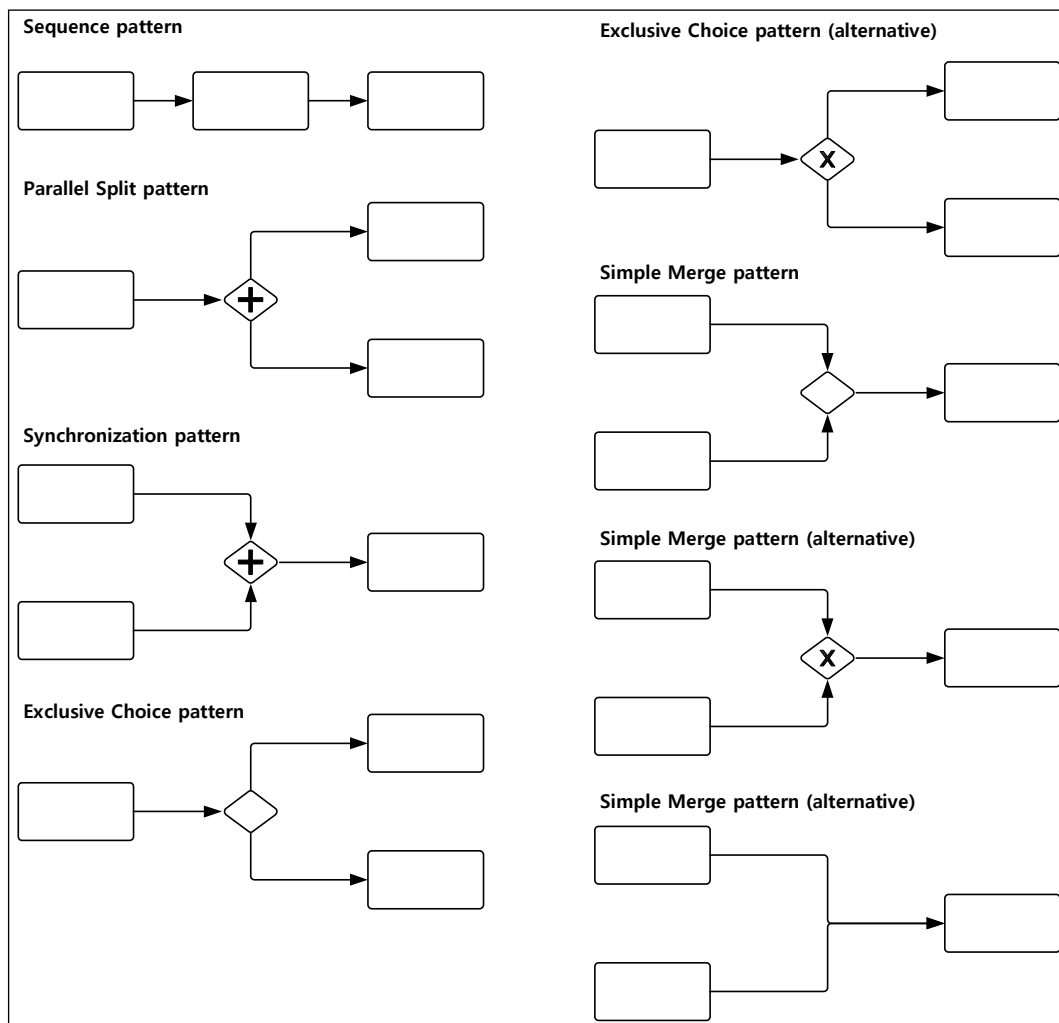 Sequence pattern
Parallel Split pattern
Synchronization pattern
Exclusive Choice pattern
Exclusive Choice pattern (alternative)
X
Simple Merge pattern
Simple Merge pattern (alternative)
X
Simple Merge pattern (alternative)